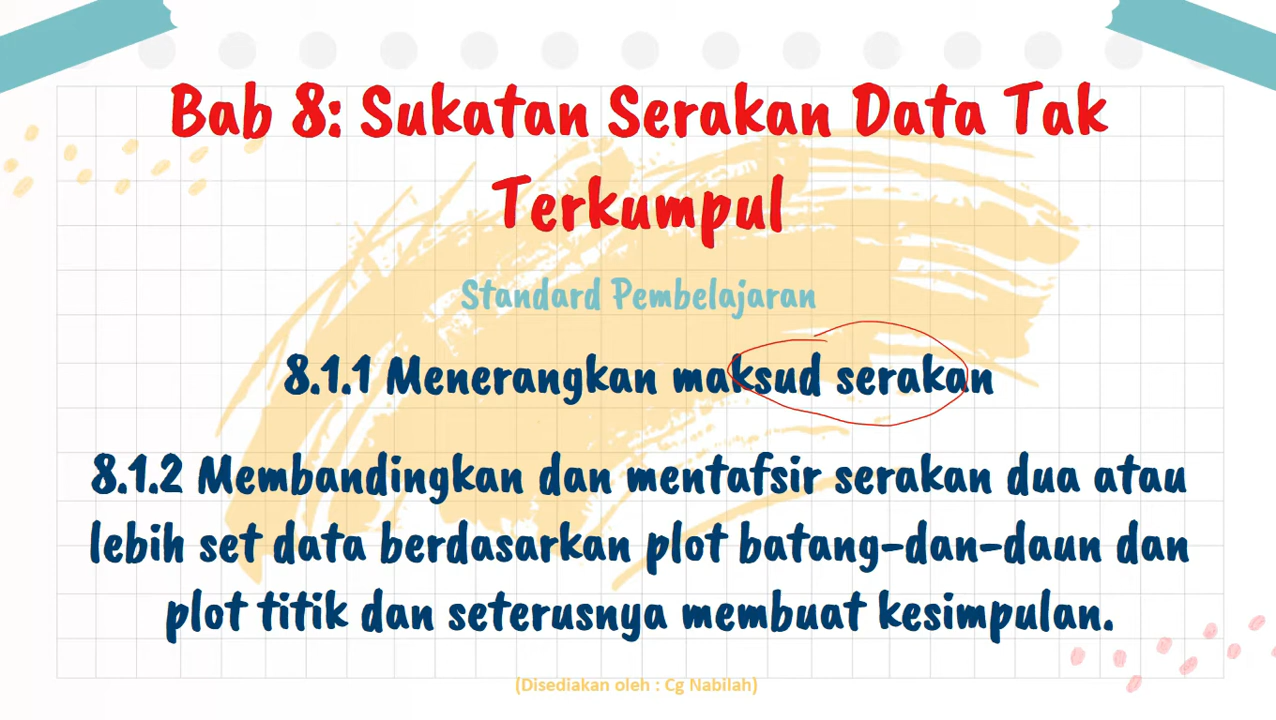 Bab 8: Sukatan Serakan Data Tak
Terkumpul
Standard Pembelajaran
8.1.1 Menerangkan maksud serakan
8.1.2 Membandingkan dan mentafsir serakan dua atau
lebih set data berdasarkan plot batang-dan-daun dan
plot titik dan seterusnya membuat kesimpulan.
(Disediakan oleh : Cg Nabilah)